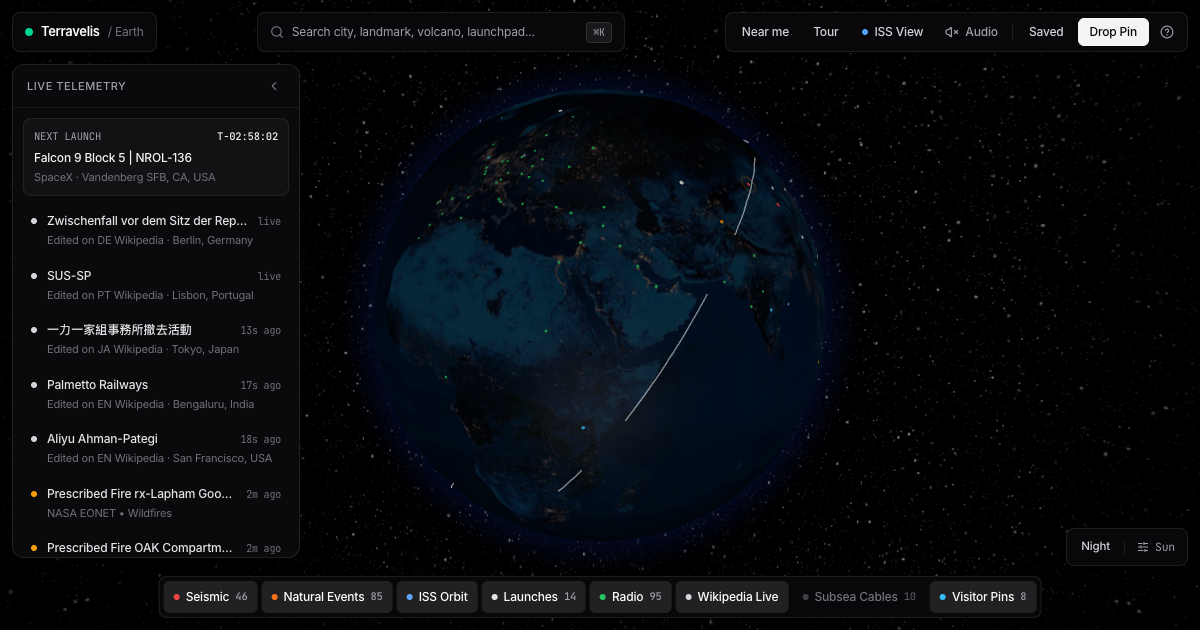 Terravelis / Earth
Search city, landmark, volcano, launchpad... ⌘K
Near me Tour ISS View Audio Saved Drop Pin
LIVE TELEMETRY
NEXT LAUNCH T-02:58:02
Falcon 9 Block 5 | NROL-136
SpaceX · Vandenberg SFB, CA, USA
Zwischenfall vor dem Sitz der Rep... live
Edited on DE Wikipedia · Berlin, Germany
SUS-SP live
Edited on PT Wikipedia · Lisbon, Portugal
一力一家組事務所撤去活動 13s ago
Edited on JA Wikipedia · Tokyo, Japan
Palmetto Railways 17s ago
Edited on EN Wikipedia · Bengaluru, India
Aliyu Ahman-Pategi 18s ago
Edited on EN Wikipedia · San Francisco, USA
Prescribed Fire rx-Lapham Goo... 2m ago
NASA EONET • Wildfires
Prescribed Fire OAK Compartm... 2m ago
Night Sun
Seismic 46 Natural Events 85 ISS Orbit Launches 14 Radio 95 Wikipedia Live Subsea Cables 10 Visitor Pins 8